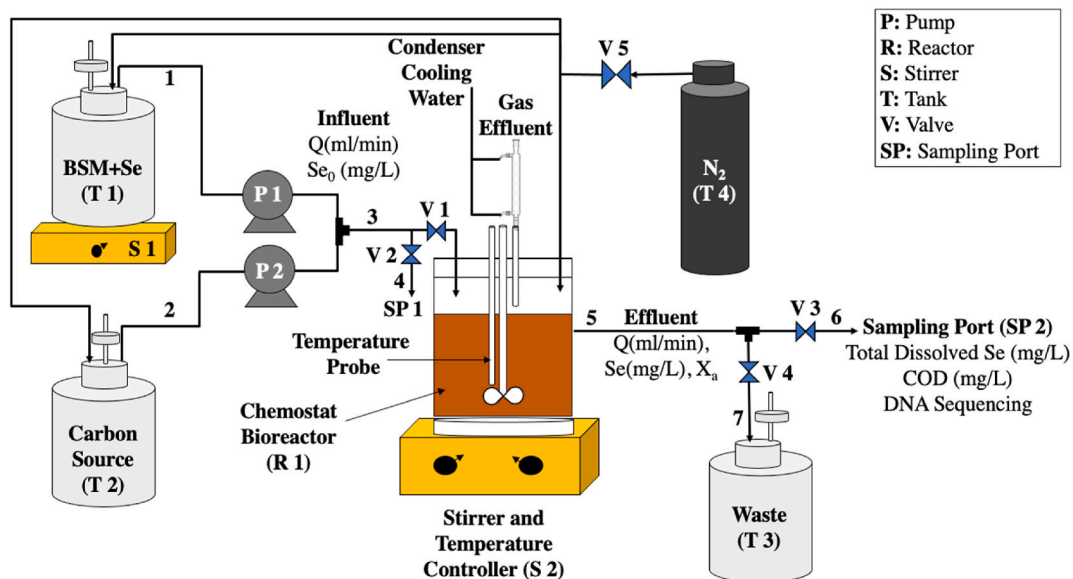 P: Pump
R: Reactor
S: Stirrer
T: Tank
V: Valve
SP: Sampling Port
Condenser
Cooling
Water
V 5
1
Gas
Effluent
Influent
Q(ml/min)
Se₀ (mg/L)
BSM+Se
(T 1)
N₂
(T 4)
P 1
3
V 1
S 1
V 2
P 2
4
SP 1
2
5
Effluent
Q(ml/min),
Se(mg/L), Xₐ
V 3
6
Sampling Port (SP 2)
Total Dissolved Se (mg/L)
COD (mg/L)
DNA Sequencing
Temperature
Probe
V 4
7
Chemostat
Bioreactor
(R 1)
Carbon
Source
(T 2)
Waste
(T 3)
Stirrer and
Temperature
Controller (S 2)